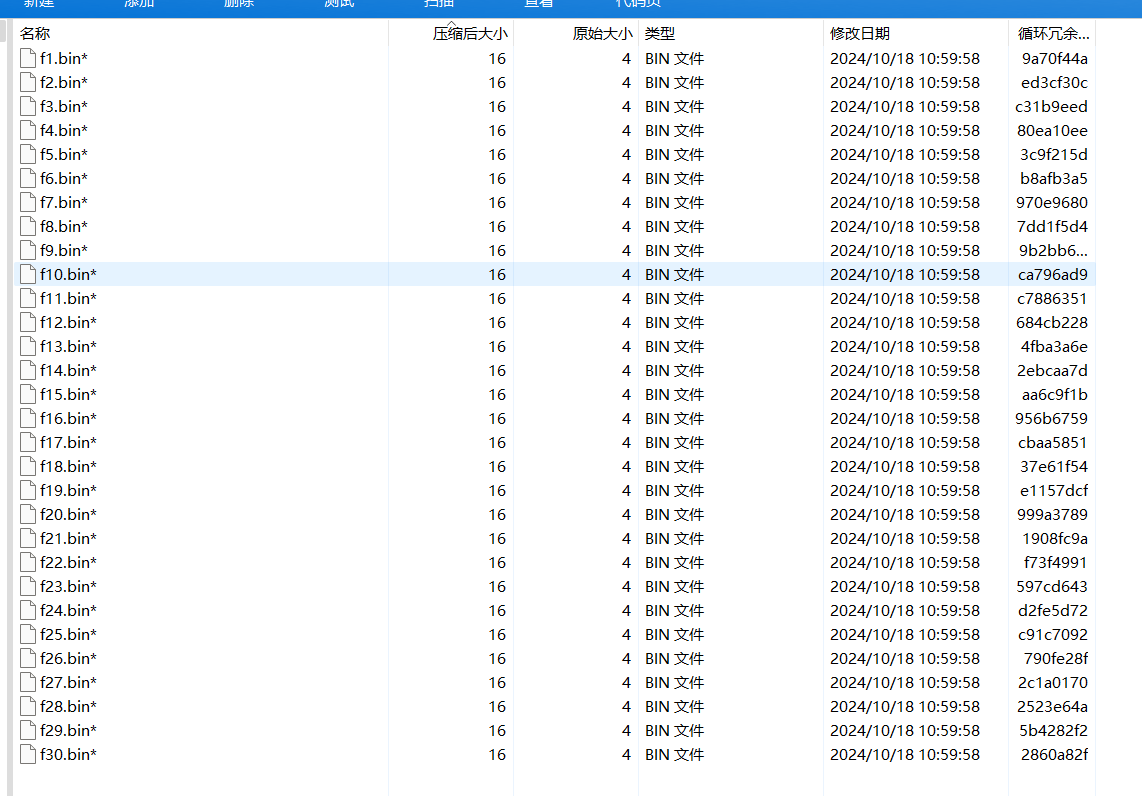 新建 添加 删除 测试 扫描 查看 代码页
名称 压缩后大小 原始大小 类型 修改日期 循环冗余...
f1.bin* 16 4 BIN 文件 2024/10/18 10:59:58 9a70f44a
f2.bin* 16 4 BIN 文件 2024/10/18 10:59:58 ed3cf30c
f3.bin* 16 4 BIN 文件 2024/10/18 10:59:58 c31b9eed
f4.bin* 16 4 BIN 文件 2024/10/18 10:59:58 80ea10ee
f5.bin* 16 4 BIN 文件 2024/10/18 10:59:58 3c9f215d
f6.bin* 16 4 BIN 文件 2024/10/18 10:59:58 b8afb3a5
f7.bin* 16 4 BIN 文件 2024/10/18 10:59:58 970e9680
f8.bin* 16 4 BIN 文件 2024/10/18 10:59:58 7dd1f5d4
f9.bin* 16 4 BIN 文件 2024/10/18 10:59:58 9b2bb6...
f10.bin* 16 4 BIN 文件 2024/10/18 10:59:58 ca796ad9
f11.bin* 16 4 BIN 文件 2024/10/18 10:59:58 c7886351
f12.bin* 16 4 BIN 文件 2024/10/18 10:59:58 684cb228
f13.bin* 16 4 BIN 文件 2024/10/18 10:59:58 4fba3a6e
f14.bin* 16 4 BIN 文件 2024/10/18 10:59:58 2ebcaa7d
f15.bin* 16 4 BIN 文件 2024/10/18 10:59:58 aa6c9f1b
f16.bin* 16 4 BIN 文件 2024/10/18 10:59:58 956b6759
f17.bin* 16 4 BIN 文件 2024/10/18 10:59:58 cbaa5851
f18.bin* 16 4 BIN 文件 2024/10/18 10:59:58 37e61f54
f19.bin* 16 4 BIN 文件 2024/10/18 10:59:58 e1157dcf
f20.bin* 16 4 BIN 文件 2024/10/18 10:59:58 999a3789
f21.bin* 16 4 BIN 文件 2024/10/18 10:59:58 1908fc9a
f22.bin* 16 4 BIN 文件 2024/10/18 10:59:58 f73f4991
f23.bin* 16 4 BIN 文件 2024/10/18 10:59:58 597cd643
f24.bin* 16 4 BIN 文件 2024/10/18 10:59:58 d2fe5d72
f25.bin* 16 4 BIN 文件 2024/10/18 10:59:58 c91c7092
f26.bin* 16 4 BIN 文件 2024/10/18 10:59:58 790fe28f
f27.bin* 16 4 BIN 文件 2024/10/18 10:59:58 2c1a0170
f28.bin* 16 4 BIN 文件 2024/10/18 10:59:58 2523e64a
f29.bin* 16 4 BIN 文件 2024/10/18 10:59:58 5b4282f2
f30.bin* 16 4 BIN 文件 2024/10/18 10:59:58 2860a82f